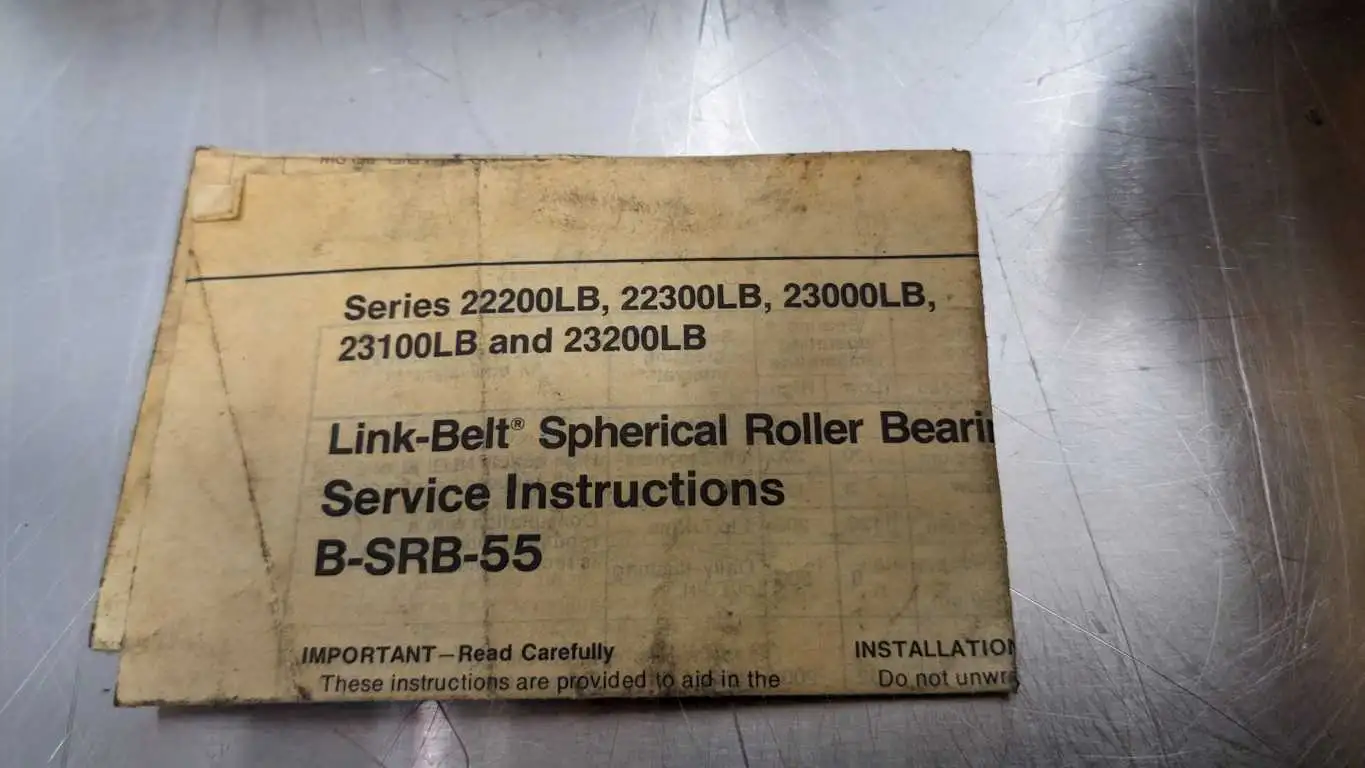 Series 22200LB, 22300LB, 23000LB,
23100LB and 23200LB
Link-Belt® Spherical Roller Beari
Service Instructions
B-SRB-55
IMPORTANT—Read Carefully
These instructions are provided to aid in the
INSTALLATION
Do not unwr